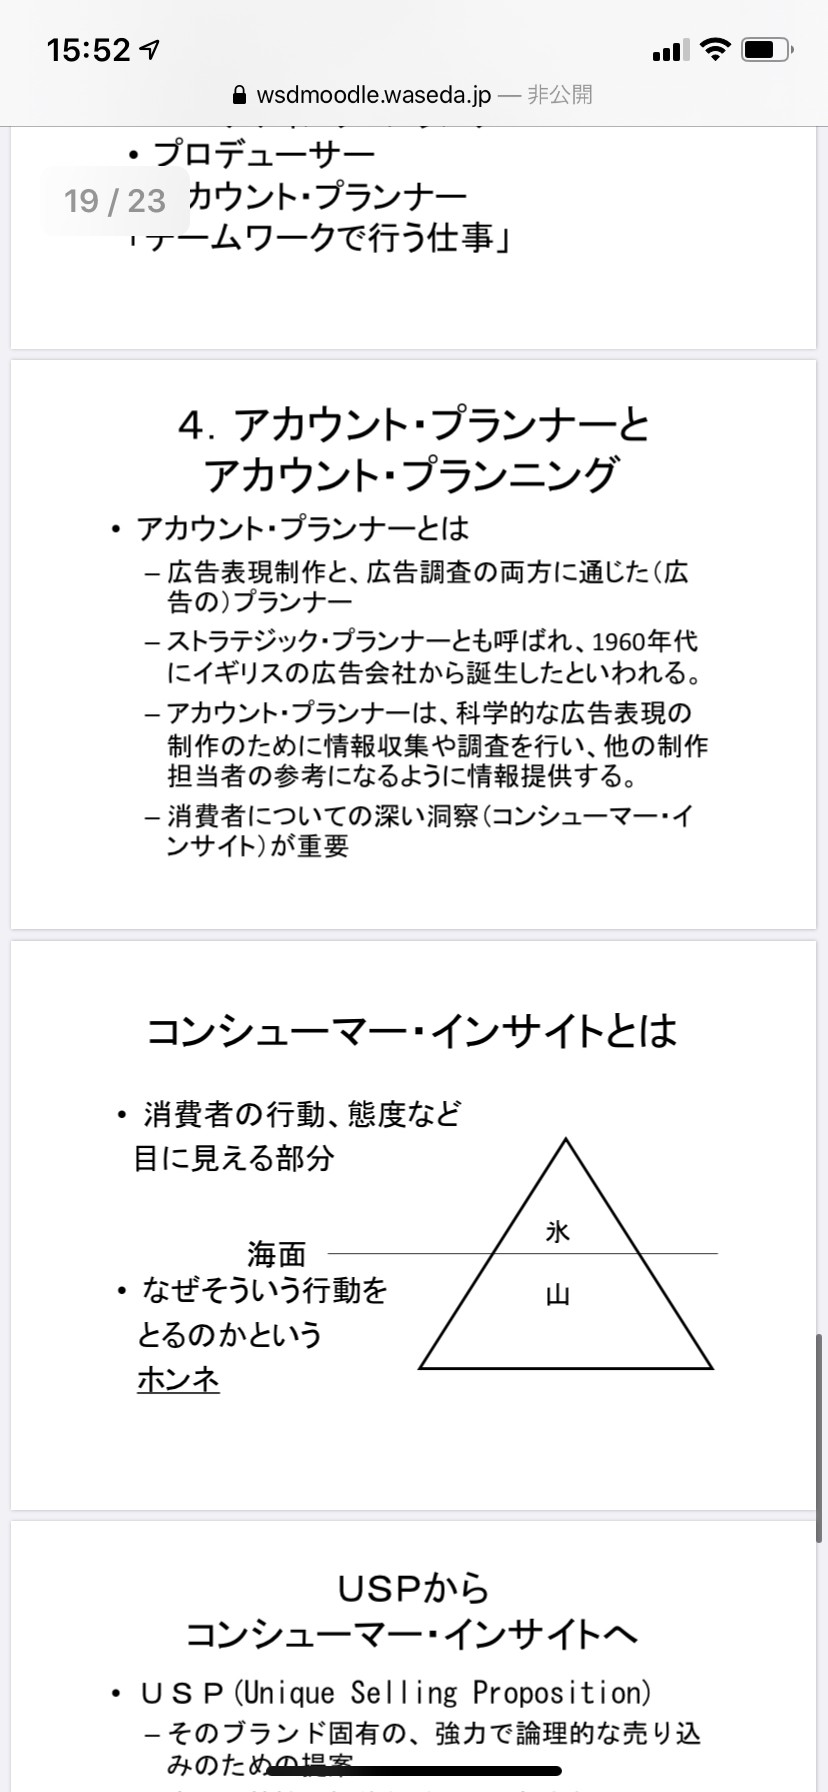 15:52
wsdmoodle.waseda.jp — 非公開
• プロデューサー
19 / 23
カウント・プランナー
「チームワークで行う仕事」
４．アカウント・プランナーと
アカウント・プランニング
• アカウント・プランナーとは
– 広告表現制作と、広告調査の両方に通じた（広
告の）プランナー
– ストラテジック・プランナーとも呼ばれ、1960年代
にイギリスの広告会社から誕生したといわれる。
– アカウント・プランナーは、科学的な広告表現の
制作のために情報収集や調査を行い、他の制作
担当者の参考になるように情報提供する。
– 消費者についての深い洞察（コンシューマー・イ
ンサイト）が重要
コンシューマー・インサイトとは
• 消費者の行動、態度など
目に見える部分
氷
海面
山
• なぜそういう行動を
とるのかという
ホンネ
ＵＳＰから
コンシューマー・インサイトへ
• ＵＳＰ(Unique Selling Proposition)
– そのブランド固有の、強力で論理的な売り込
みのための提案